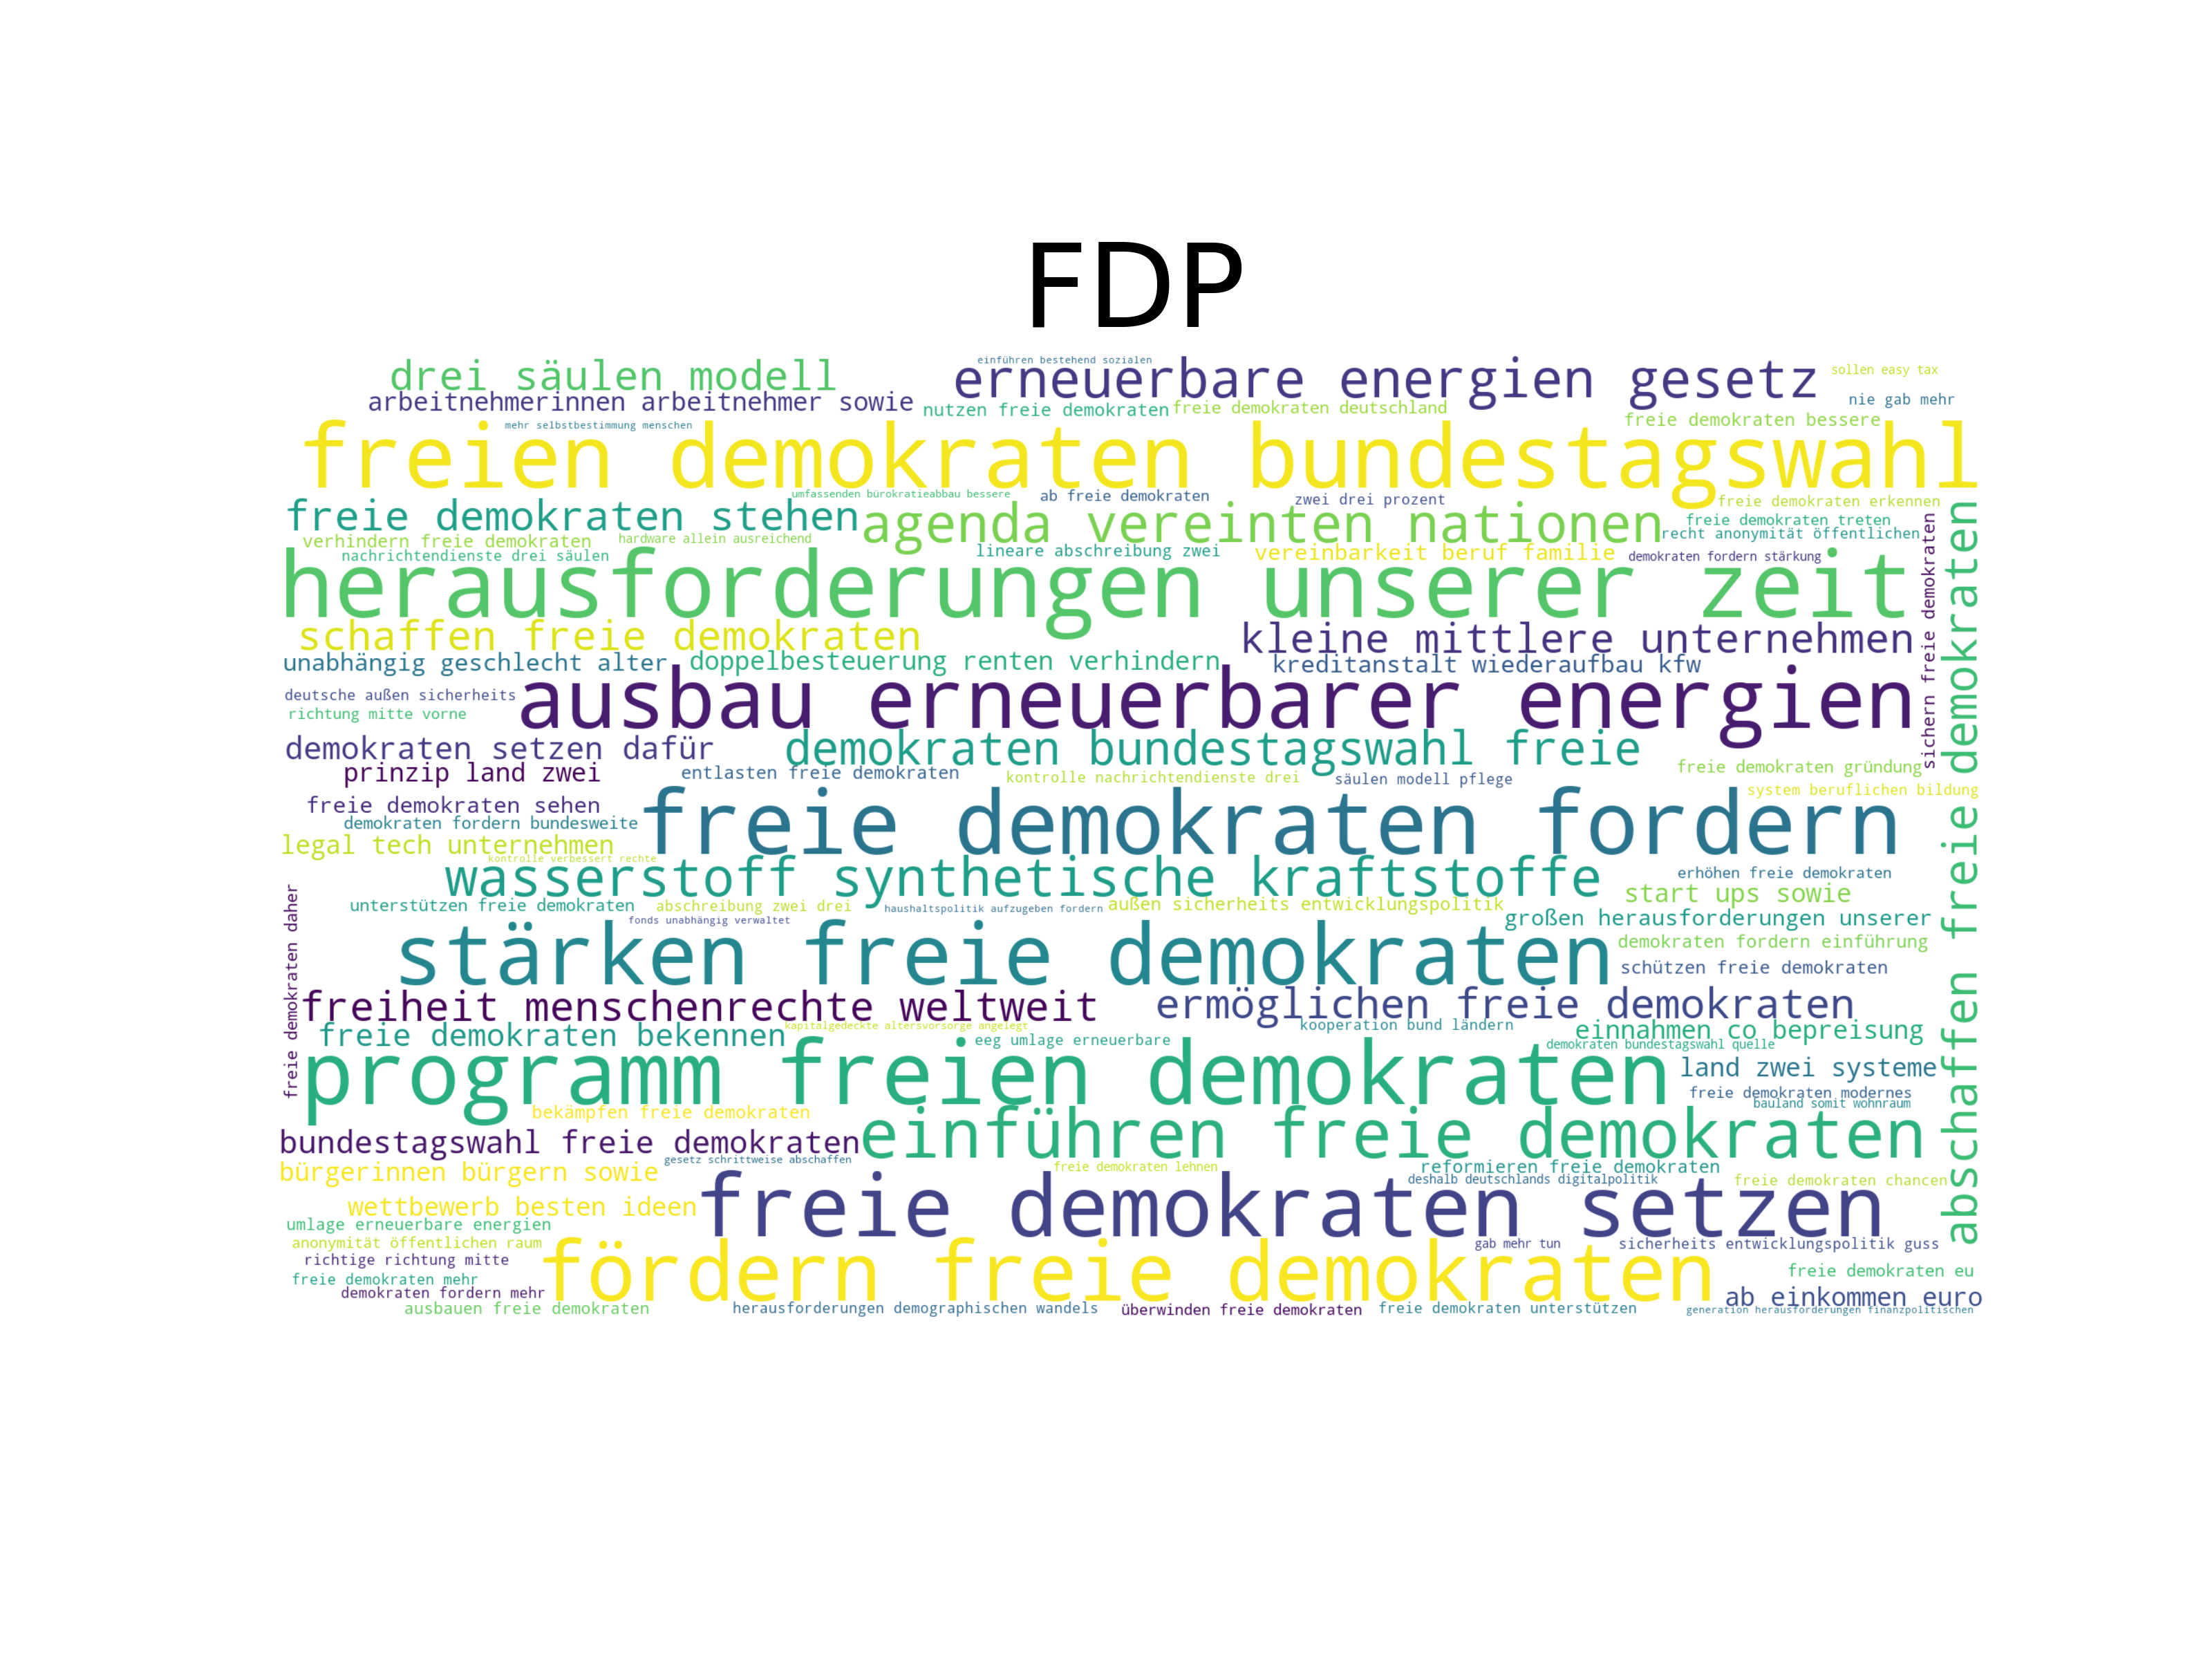 FDP
einführen bestehend sozialen
drei säulen modell
erneuerbare energien gesetz
sollen easy tax
arbeitnehmerinnen arbeitnehmer sowie
nutzen freie demokraten
freie demokraten deutschland
nie gab mehr
mehr selbstbestimmung menschen
freie demokraten bessere
freien demokraten bundestagswahl
umfassenden bürokratieabbau bessere
ab freie demokraten
zwei drei prozent
freie demokraten erkennen
freie demokraten stehen
agenda vereinten nationen
freie demokraten treten
recht anonymität öffentlichen
verhindern freie demokraten
hardware allein ausreichend
nachrichtendienste drei säulen
lineare abschreibung zwei
vereinbarkeit beruf familie
demokraten fordern stärkung
herausforderungen unserer zeit
sichern freie demokraten
abschaffen freie demokraten
schaffen freie demokraten
kleine mittlere unternehmen
unabhängig geschlecht alter
doppelbesteuerung renten verhindern
kreditanstalt wiederaufbau kfw
deutsche außen sicherheits
richtung mitte vorne
ausbau erneuerbarer energien
demokraten setzen dafür
demokraten bundestagswahl freie
prinzip land zwei
entlasten freie demokraten
kontrolle nachrichtendienste drei
säulen modell pflege
freie demokraten gründung
system beruflichen bildung
freie demokraten sehen
demokraten fordern bundesweite
freie demokraten fordern
legal tech unternehmen
kontrolle verbessert rechte
wasserstoff synthetische kraftstoffe
erhöhen freie demokraten
start ups sowie
unterstützen freie demokraten
abschreibung zwei drei
haushaltspolitik aufzugeben fordern
außen sicherheits entwicklungspolitik
großen herausforderungen unserer
fonds unabhängig verwaltet
stärken freie demokraten
demokraten fordern einführung
schützen freie demokraten
freie demokraten daher
freiheit menschenrechte weltweit
ermöglichen freie demokraten
freie demokraten bekennen
kapitalgedeckte altersvorsorge angelegt
kooperation bund ländern
einnahmen co bepreisung
eeg umlage erneuerbare
demokraten bundestagswahl quelle
programm freien demokraten
land zwei systeme
freie demokraten modernes
bauland somit wohnraum
bekämpfen freie demokraten
einführen freie demokraten
bundestagswahl freie demokraten
gesetz schrittweise abschaffen
freie demokraten lehnen
reformieren freie demokraten
bürgerinnen bürgern sowie
deshalb deutschlands digitalpolitik
freie demokraten chancen
wettbewerb besten ideen
freie demokraten setzen
umlage erneuerbare energien
anonymität öffentlichen raum
gab mehr tun
sicherheits entwicklungspolitik guss
richtige richtung mitte
fördern freie demokraten
freie demokraten eu
freie demokraten mehr
demokraten fordern mehr
ab einkommen euro
ausbauen freie demokraten
herausforderungen demographischen wandels
überwinden freie demokraten
freie demokraten unterstützen
generation herausforderungen finanzpolitischen